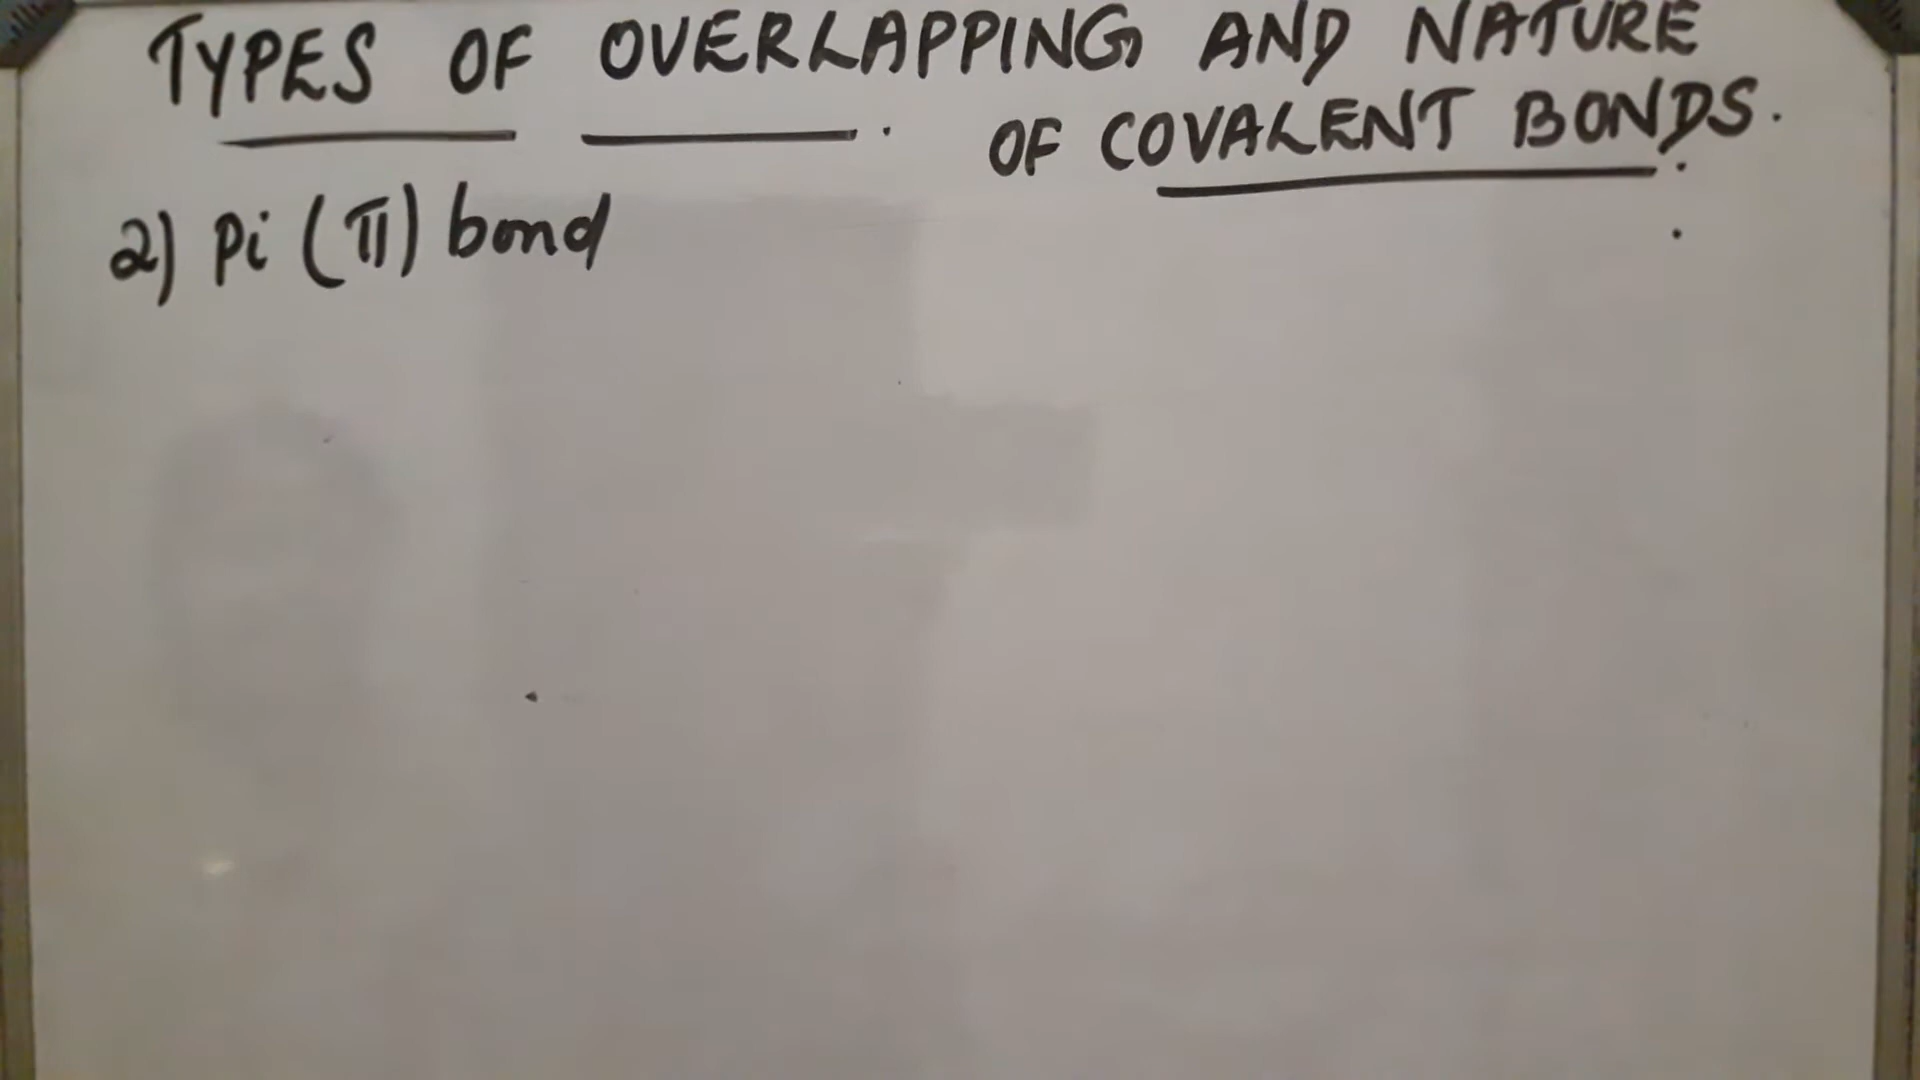 TYPES OF OVERLAPPING AND NATURE
OF COVALENT BONDS.
2) Pi (π) bond